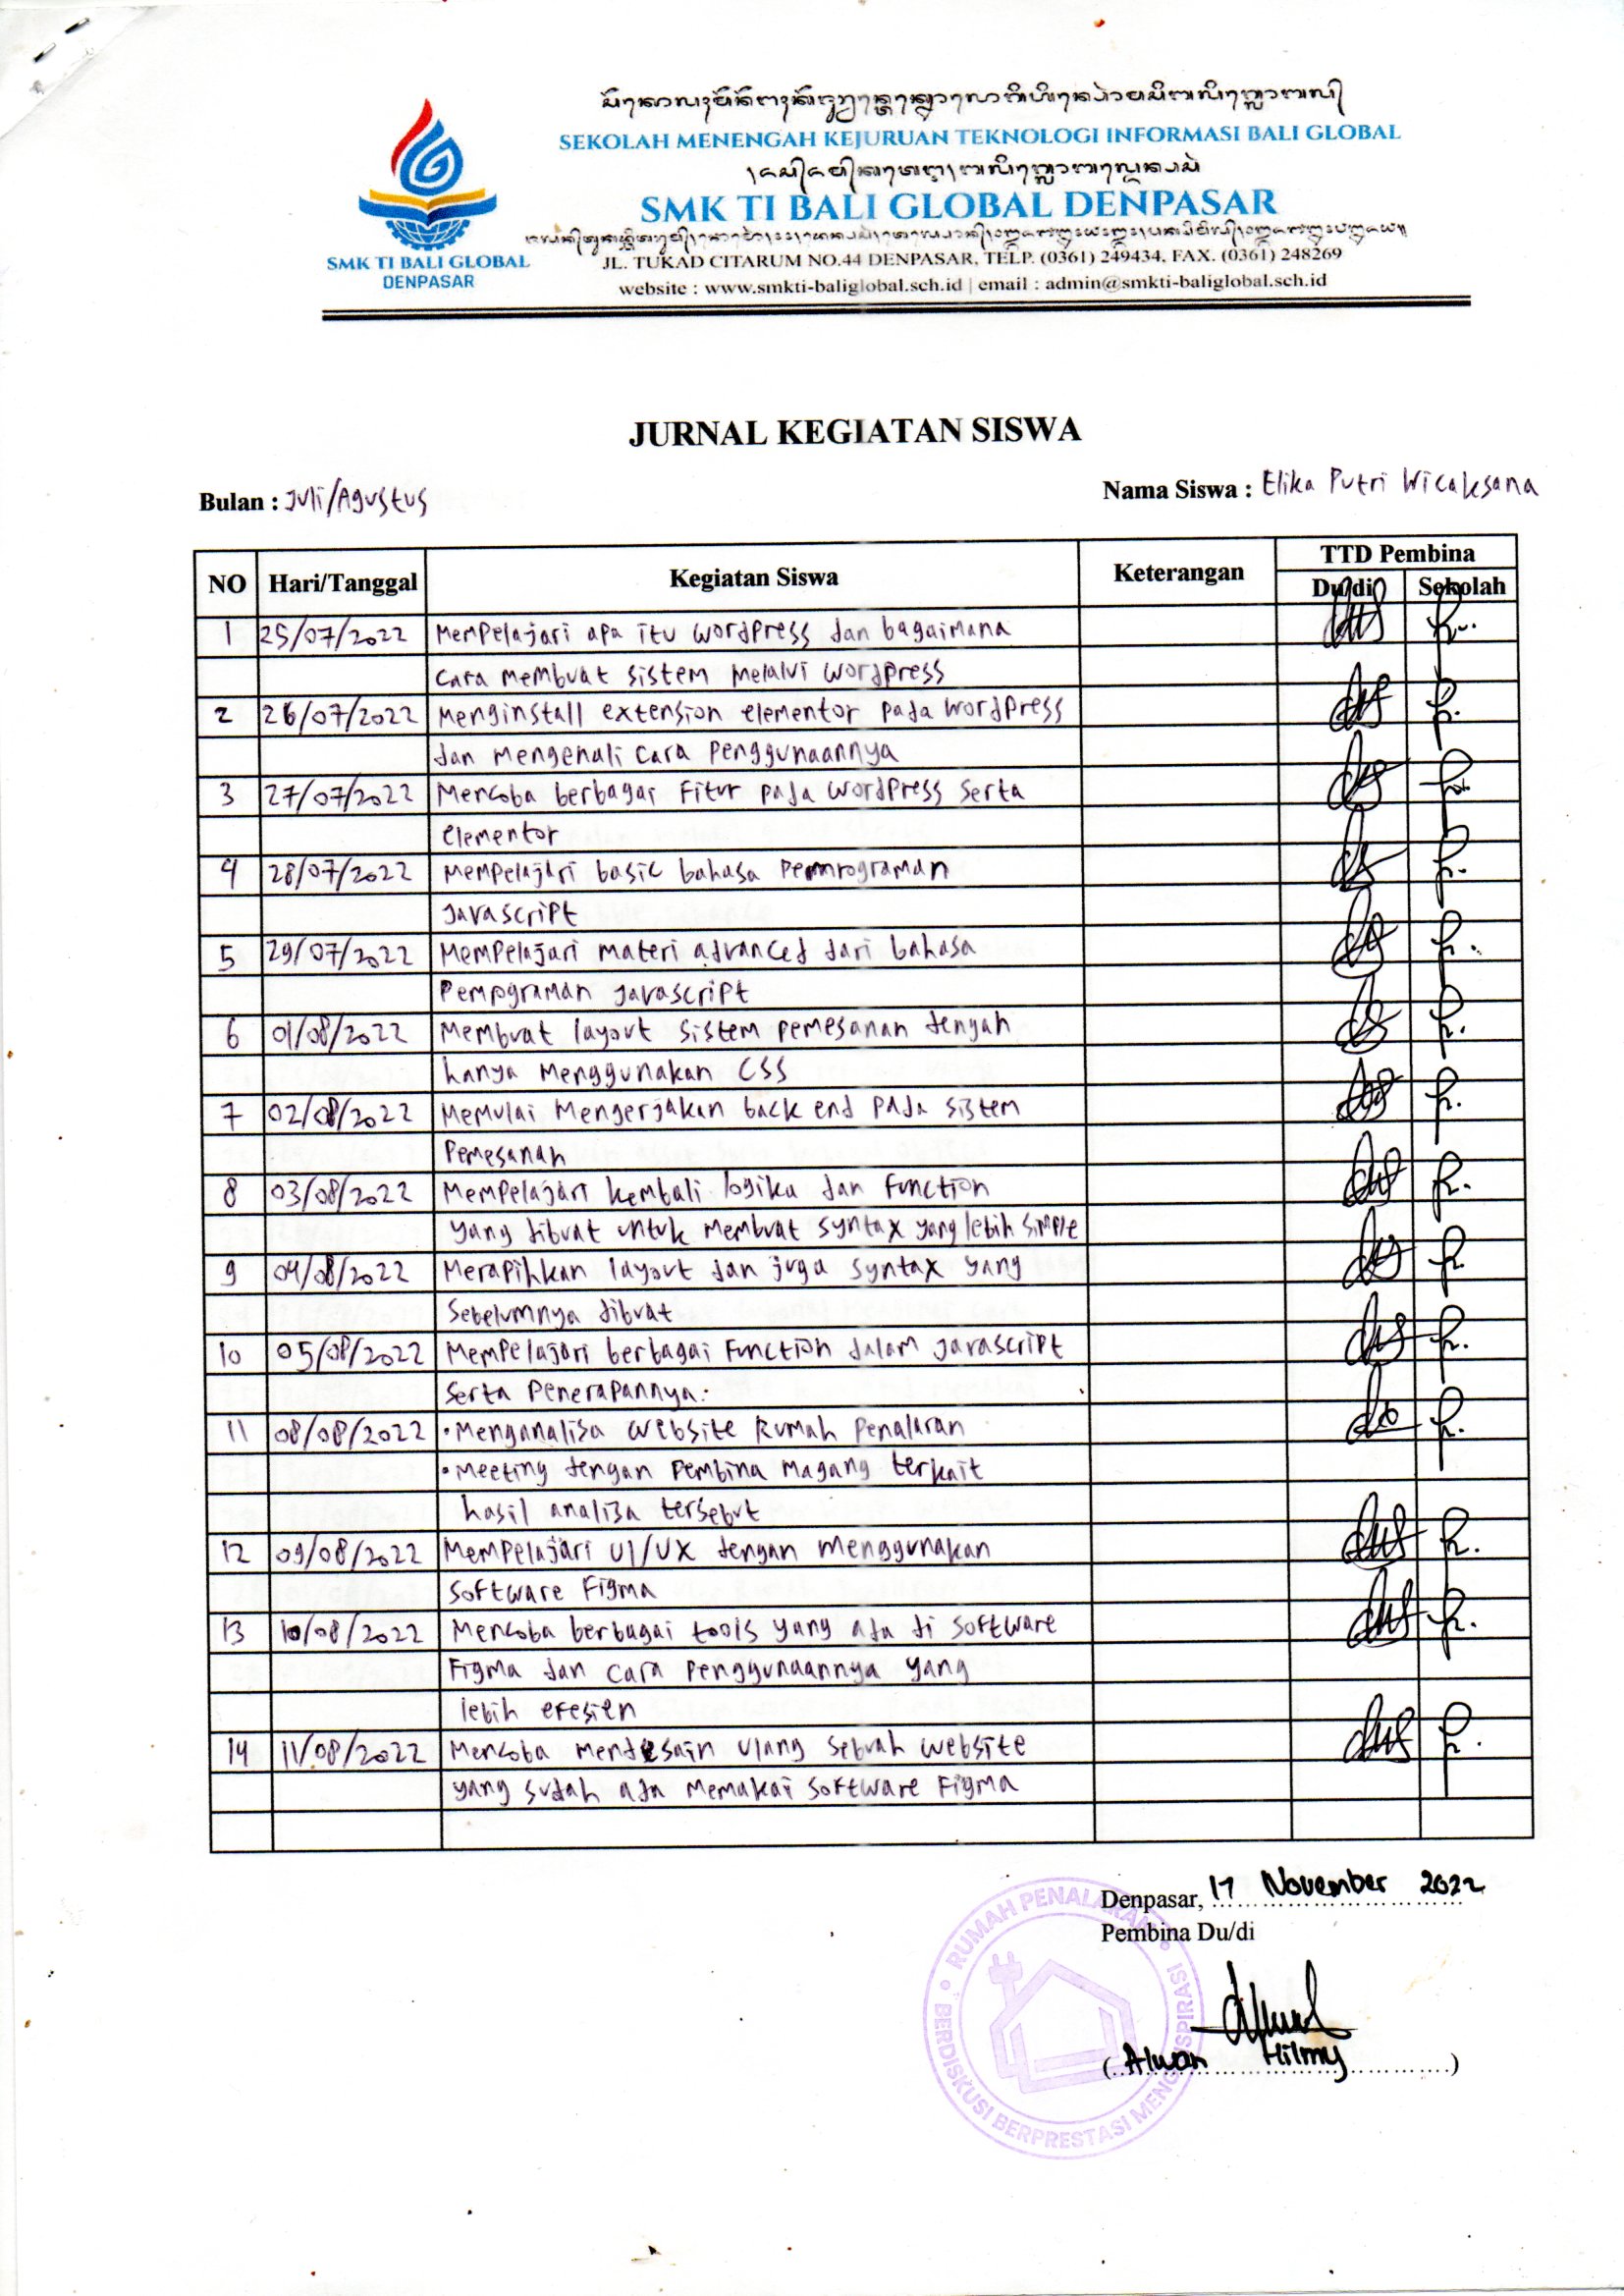 SEKOLAH MENENGAH KEJURUAN TEKNOLOGI INFORMASI BALI GLOBAL
SMK TI BALI GLOBAL DENPASAR
JL. TUKAD CITARUM NO.44 DENPASAR, TELP. (0361) 249434, FAX. (0361) 248269
website : www.smkti-baliglobal.sch.id | email : admin@smkti-baliglobal.sch.id
SMK TI BALI GLOBAL
DENPASAR
JURNAL KEGIATAN SISWA
Bulan : Juli/Agustus
Nama Siswa : Elika Putri Wicaksana
NO Hari/Tanggal Kegiatan Siswa Keterangan TTD Pembina
Du/di Sekolah
1 25/07/2022 Mempelajari apa itu wordpress dan bagaimana
cara membuat sistem melalui wordpress
2 26/07/2022 Menginstall extension elementor pada wordpress
dan mengenali cara penggunaannya
3 27/07/2022 Mencoba berbagai fitur pada wordpress serta
elementor
4 28/07/2022 Mempelajari basic bahasa pemrograman
Javascript
5 29/07/2022 Mempelajari materi advanced dari bahasa
Pempograman Javascript
6 01/08/2022 Membuat layout sistem pemesanan dengan
hanya menggunakan CSS
7 02/08/2022 Memulai mengerjakan back end pada sistem
Pemesanan
8 03/08/2022 Mempelajari kembali logika dan function
yang dibuat untuk membuat syntax yang lebih simple
9 04/08/2022 Merapihkan layout dan juga syntax yang
Sebelumnya dibuat
10 05/08/2022 Mempelajari berbagai function dalam javascript
serta penerapannya.
11 08/08/2022 • Menganalisa website Rumah Penalaran
• Meeting dengan Pembina Magang terkait
hasil analisa tersebut
12 09/08/2022 Mempelajari UI/UX dengan menggunakan
Software Figma
13 10/08/2022 Mencoba berbagai tools yang ada di software
Figma dan cara penggunaannya yang
lebih efesien
14 11/08/2022 Mencoba mendesain ulang sebuah website
yang sudah ada memakai software Figma
Denpasar, 17 November 2022
Pembina Du/di
(Alwan Hilmy)
RUMAH PENALARAN
BERDISKUSI BERPRESTASI MENGINSPIRASI